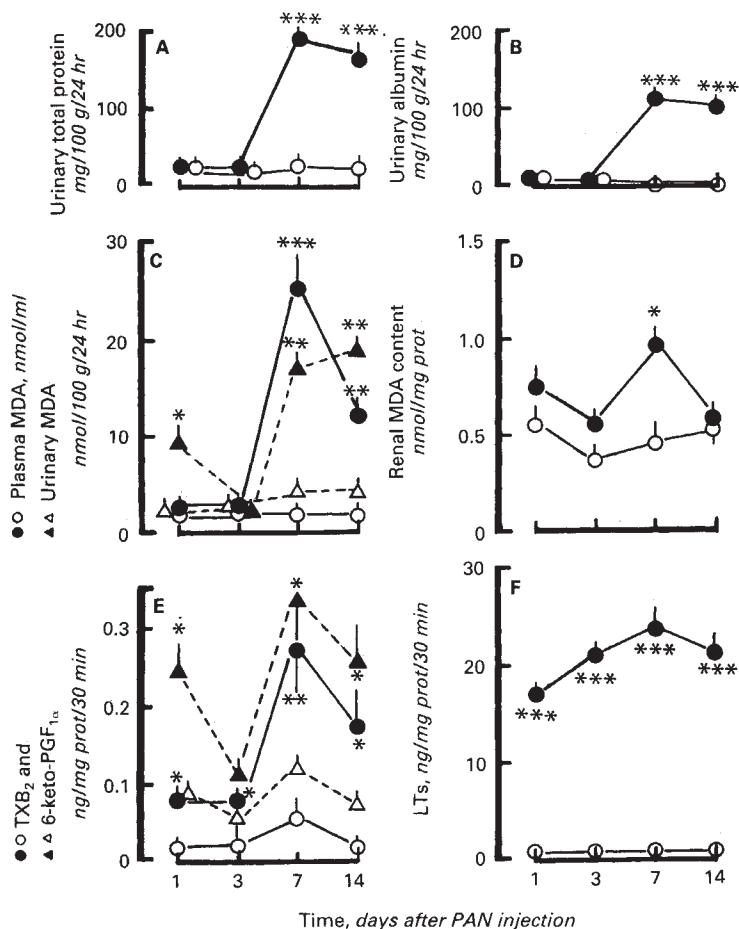 A
Urinary total protein
mg/100 g/24 hr
200
100
0
***
***
B
Urinary albumin
mg/100 g/24 hr
200
100
0
***
***
C
●○ Plasma MDA, nmol/ml
▲△ Urinary MDA
nmol/100 g/24 hr
30
20
10
0
*
***
**
**
**
D
Renal MDA content
nmol/mg prot
1.5
1.0
0.5
0
*
E
●○ TXB2 and
▲△ 6-keto-PGF1α
ng/mg prot/30 min
0.3
0.2
0.1
0
*
*
*
*
**
*
*
1
3
7
14
F
LTs, ng/mg prot/30 min
30
20
10
0
***
***
***
***
1
3
7
14
Time, days after PAN injection